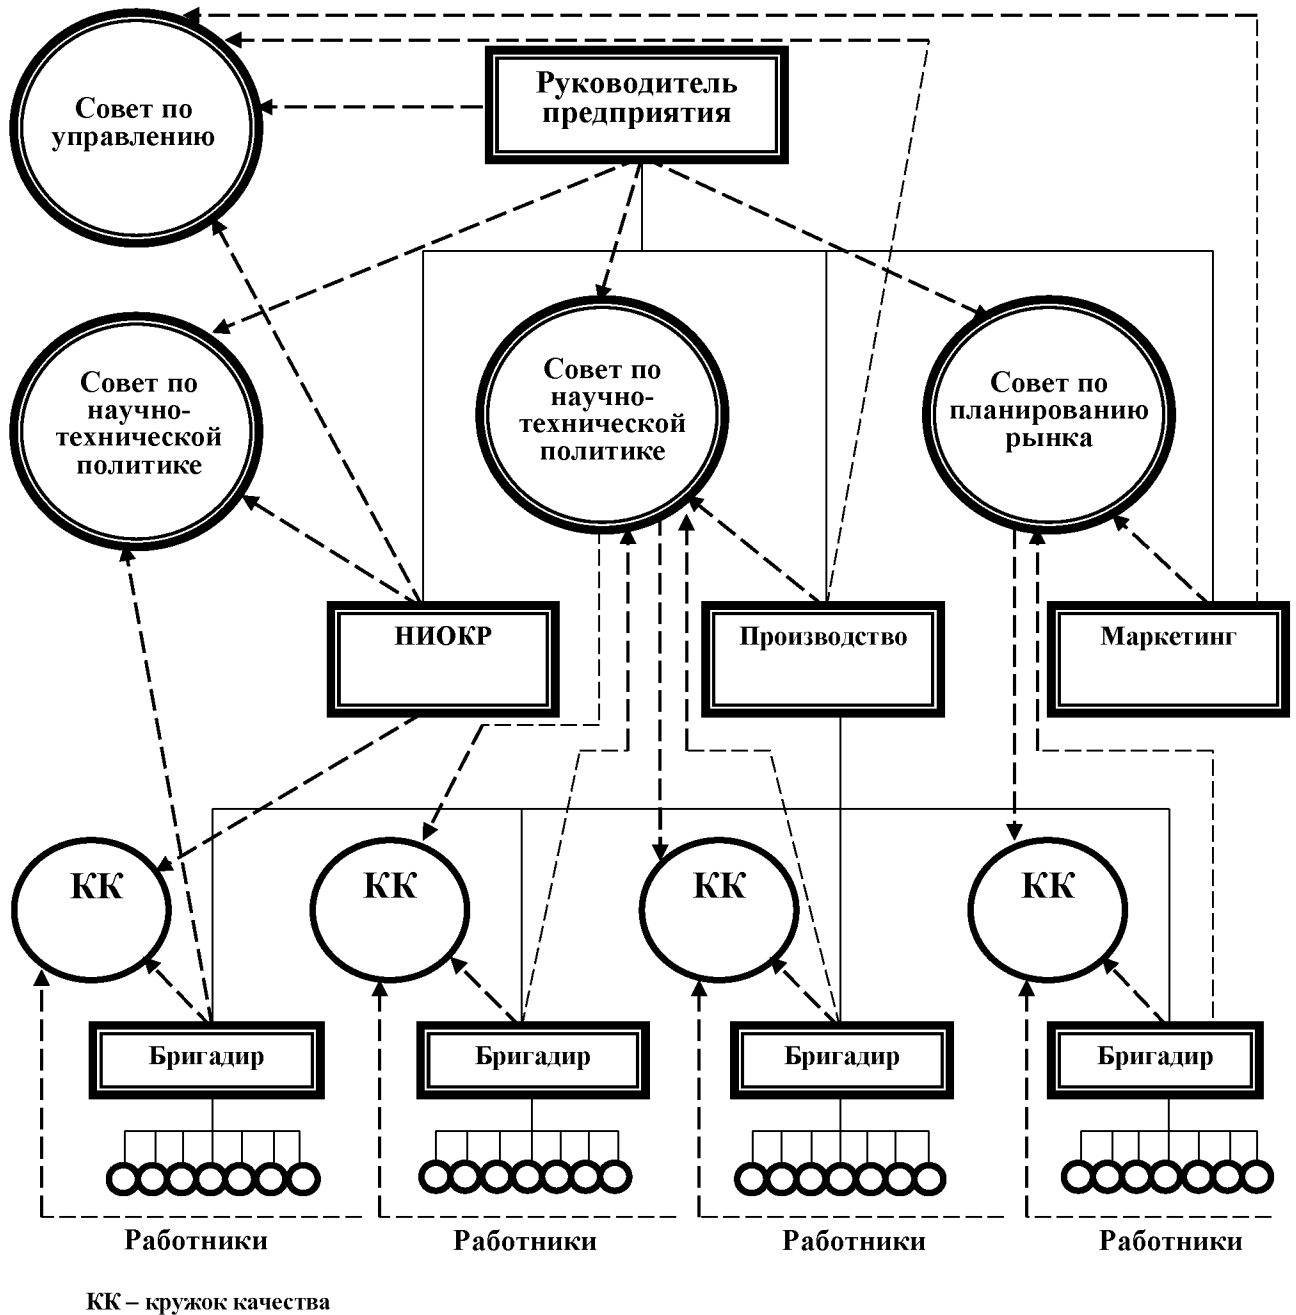 Совет по
управлению
Руководитель
предприятия
Совет по
научно-
технической
политике
Совет по
научно-
технической
политике
Совет по
планированию
рынка
НИОКР
Производство
Маркетинг
КК
КК
КК
КК
Бригадир
Бригадир
Бригадир
Бригадир
Работники
Работники
Работники
Работники
КК – кружок качества